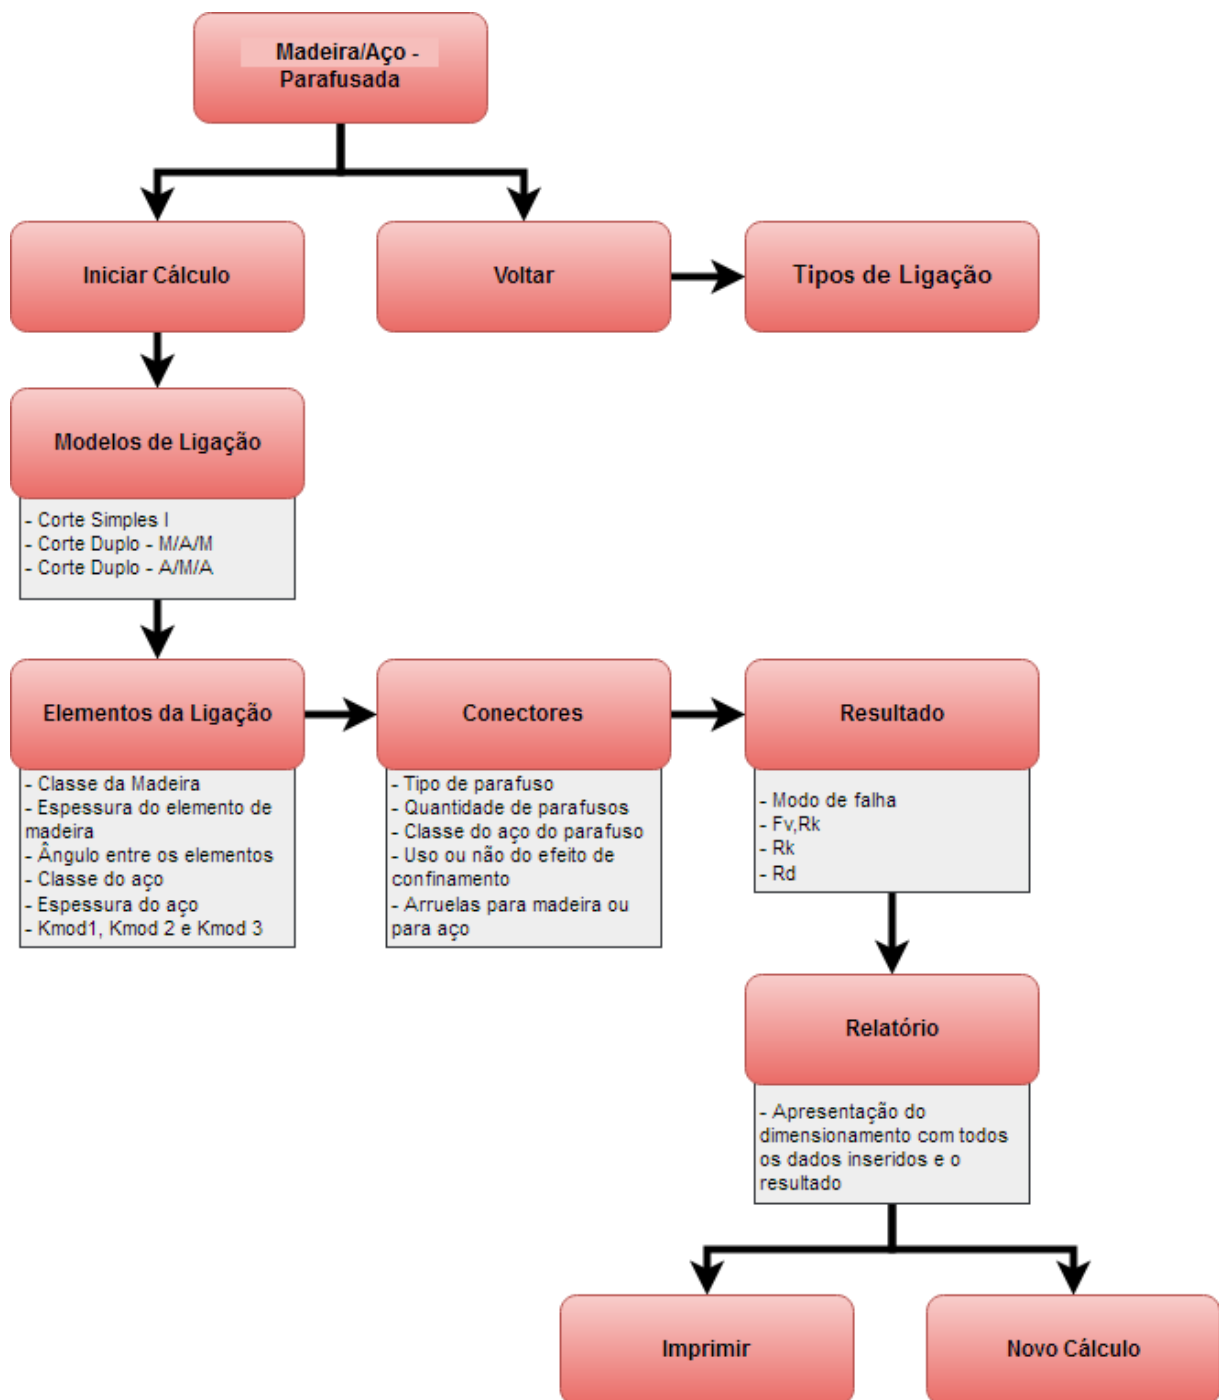 Madeira/Aço -
Parafusada
Iniciar Cálculo
Voltar
Tipos de Ligação
Modelos de Ligação
- Corte Simples I
- Corte Duplo - M/A/M
- Corte Duplo - A/M/A
Elementos da Ligação
- Classe da Madeira
- Espessura do elemento de
madeira
- Ângulo entre os elementos
- Classe do aço
- Espessura do aço
- Kmod1, Kmod 2 e Kmod 3
Conectores
- Tipo de parafuso
- Quantidade de parafusos
- Classe do aço do parafuso
- Uso ou não do efeito de
confinamento
- Arruelas para madeira ou
para aço
Resultado
- Modo de falha
- Fv,Rk
- Rk
- Rd
Relatório
- Apresentação do
dimensionamento com todos
os dados inseridos e o
resultado
Imprimir
Novo Cálculo